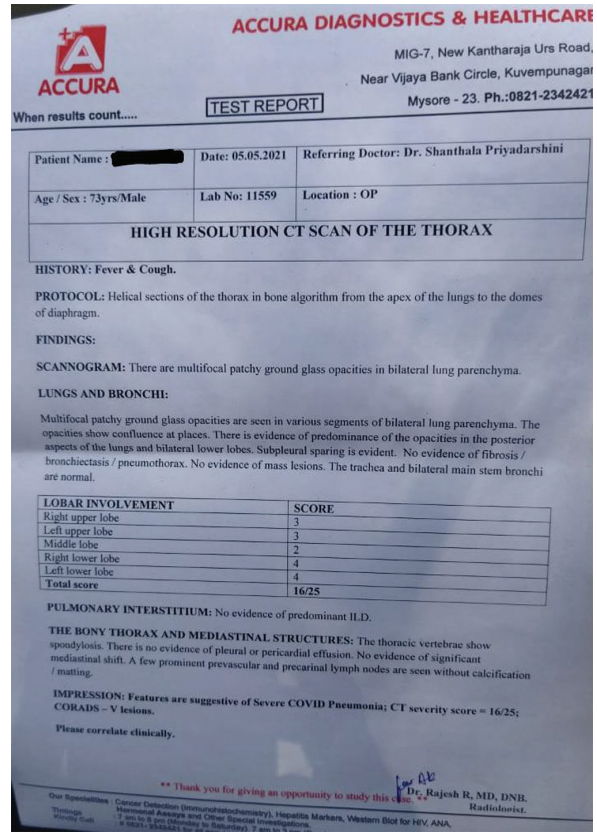 ACCURA DIAGNOSTICS & HEALTHCARE
MIG-7, New Kantharaja Urs Road,
Near Vijaya Bank Circle, Kuvempunagar
Mysore - 23. Ph.:0821-2342421
A
ACCURA
When results count.....
TEST REPORT
Patient Name :
Date: 05.05.2021
Referring Doctor: Dr. Shanthala Priyadarshini
Age / Sex : 73yrs/Male
Lab No: 11559
Location : OP
HIGH RESOLUTION CT SCAN OF THE THORAX
HISTORY: Fever & Cough.
PROTOCOL: Helical sections of the thorax in bone algorithm from the apex of the lungs to the domes
of diaphragm.
FINDINGS:
SCANNOGRAM: There are multifocal patchy ground glass opacities in bilateral lung parenchyma.
LUNGS AND BRONCHI:
Multifocal patchy ground glass opacities are seen in various segments of bilateral lung parenchyma. The
opacities show confluence at places. There is evidence of predominance of the opacities in the posterior
aspects of the lungs and bilateral lower lobes. Subpleural sparing is evident. No evidence of fibrosis /
bronchiectasis / pneumothorax. No evidence of mass lesions. The trachea and bilateral main stem bronchi
are normal.
LOBAR INVOLVEMENT SCORE
Right upper lobe 3
Left upper lobe 3
Middle lobe 2
Right lower lobe 4
Left lower lobe 4
Total score 16/25
PULMONARY INTERSTITIUM: No evidence of predominant ILD.
THE BONY THORAX AND MEDIASTINAL STRUCTURES: The thoracic vertebrae show
spondylosis. There is no evidence of pleural or pericardial effusion. No evidence of significant
mediastinal shift. A few prominent prevascular and precarinal lymph nodes are seen without calcification
/ matting.
IMPRESSION: Features are suggestive of Severe COVID Pneumonia; CT severity score = 16/25;
CORADS – V lesions.
Please correlate clinically.
** Thank you for giving an opportunity to study this case. **
Dr. Rajesh R, MD, DNB.
Radiologist.
Our Specialities : Cancer Detection (Immunohistochemistry), Hepatitis Markers, Western Blot for HIV, ANA,
Hormonal Assays and Other Special Investigations.
Timings : 7 am to 8 pm (Monday to Saturday)
Kindly Call